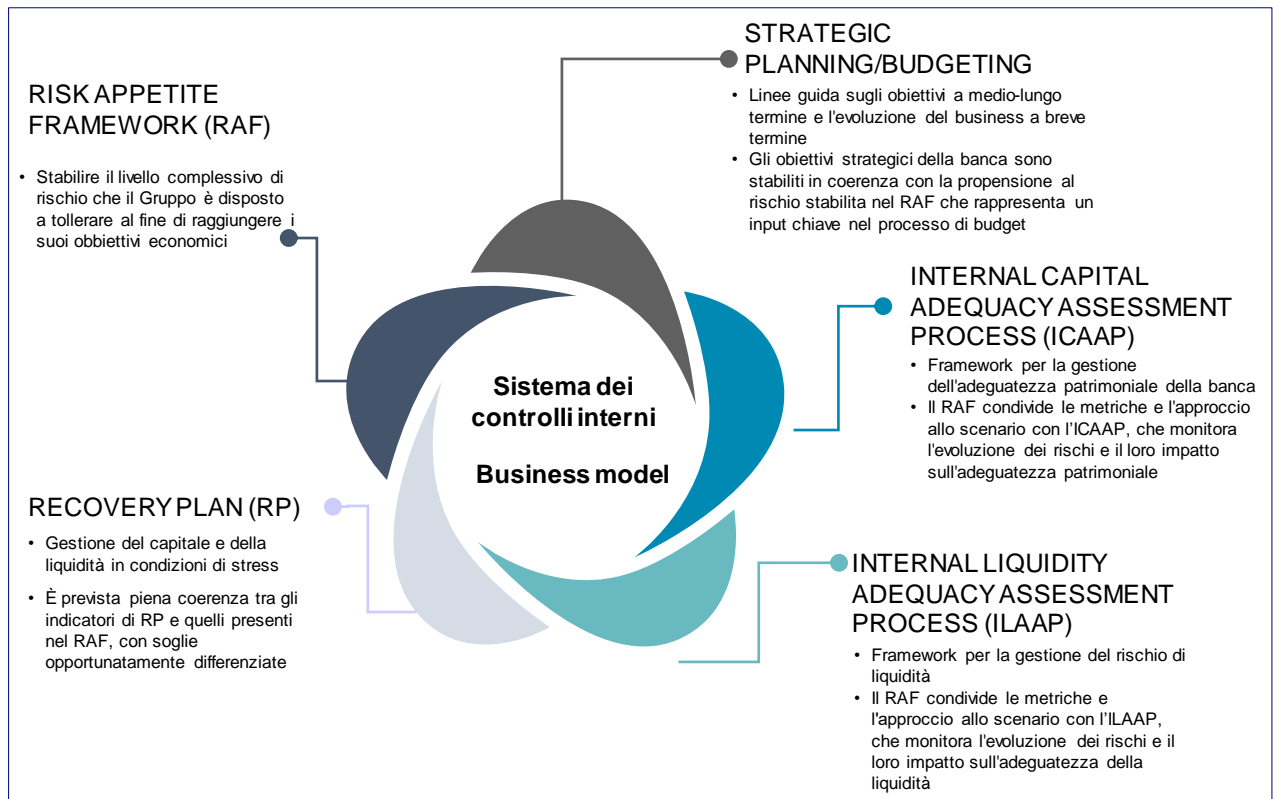 RISK APPETITE
FRAMEWORK (RAF)
• Stabilire il livello complessivo di
rischio che il Gruppo è disposto
a tollerare al fine di raggiungere i
suoi obbiettivi economici
STRATEGIC
PLANNING/BUDGETING
• Linee guida sugli obiettivi a medio-lungo
termine e l'evoluzione del business a breve
termine
• Gli obiettivi strategici della banca sono
stabiliti in coerenza con la propensione al
rischio stabilita nel RAF che rappresenta un
input chiave nel processo di budget
INTERNAL CAPITAL
ADEQUACY ASSESSMENT
PROCESS (ICAAP)
• Framework per la gestione
dell'adeguatezza patrimoniale della banca
• Il RAF condivide le metriche e l'approccio
allo scenario con l'ICAAP, che monitora
l'evoluzione dei rischi e il loro impatto
sull'adeguatezza patrimoniale
Sistema dei
controlli interni
Business model
RECOVERY PLAN (RP)
• Gestione del capitale e della
liquidità in condizioni di stress
• È prevista piena coerenza tra gli
indicatori di RP e quelli presenti
nel RAF, con soglie
opportunatamente differenziate
INTERNAL LIQUIDITY
ADEQUACY ASSESSMENT
PROCESS (ILAAP)
• Framework per la gestione del rischio di
liquidità
• Il RAF condivide le metriche e
l'approccio allo scenario con l'ILAAP,
che monitora l'evoluzione dei rischi e il
loro impatto sull'adeguatezza della
liquidità